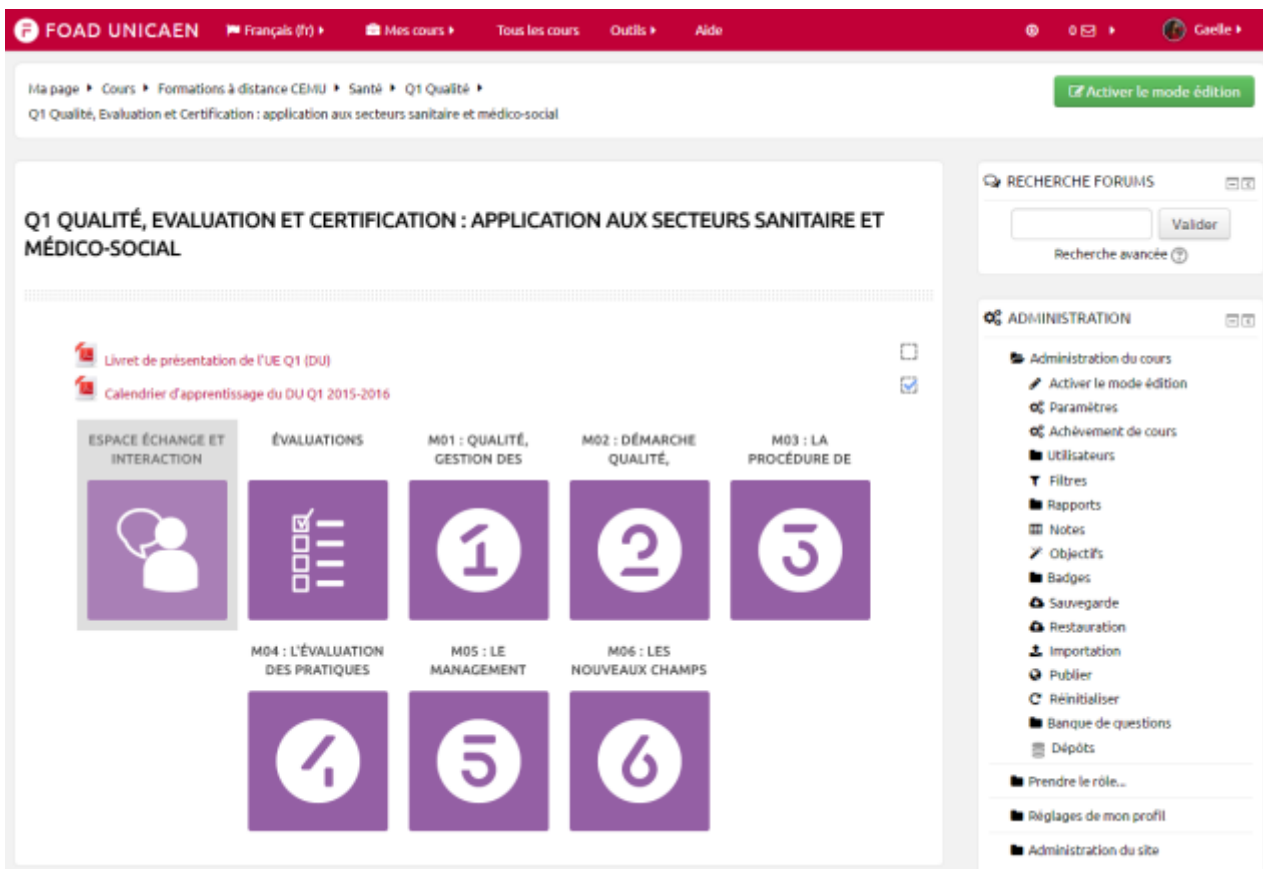 FOAD UNICAEN Français (fr) Mes cours Tous les cours Outils Aide 0 Gaelle
Ma page Cours Formations à distance CEMU Santé Q1 Qualité
Q1 Qualité, Evaluation et Certification : application aux secteurs sanitaire et médico-social
Activer le mode édition
Q1 QUALITÉ, EVALUATION ET CERTIFICATION : APPLICATION AUX SECTEURS SANITAIRE ET
MÉDICO-SOCIAL
Livret de présentation de l'UE Q1 (DU)
Calendrier d'apprentissage du DU Q1 2015-2016
ESPACE ÉCHANGE ET
INTERACTION
ÉVALUATIONS
M01 : QUALITÉ,
GESTION DES
1
M02 : DÉMARCHE
QUALITÉ,
2
M03 : LA
PROCÉDURE DE
3
M04 : L'ÉVALUATION
DES PRATIQUES
4
M05 : LE
MANAGEMENT
5
M06 : LES
NOUVEAUX CHAMPS
6
RECHERCHE FORUMS
Valider
Recherche avancée ?
ADMINISTRATION
Administration du cours
Activer le mode édition
Paramètres
Achèvement de cours
Utilisateurs
Filtres
Rapports
Notes
Objectifs
Badges
Sauvegarde
Restauration
Importation
Publier
Réinitialiser
Banque de questions
Dépôts
Prendre le rôle...
Réglages de mon profil
Administration du site